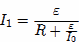 I₁ = ε / (R + ε/I₀)